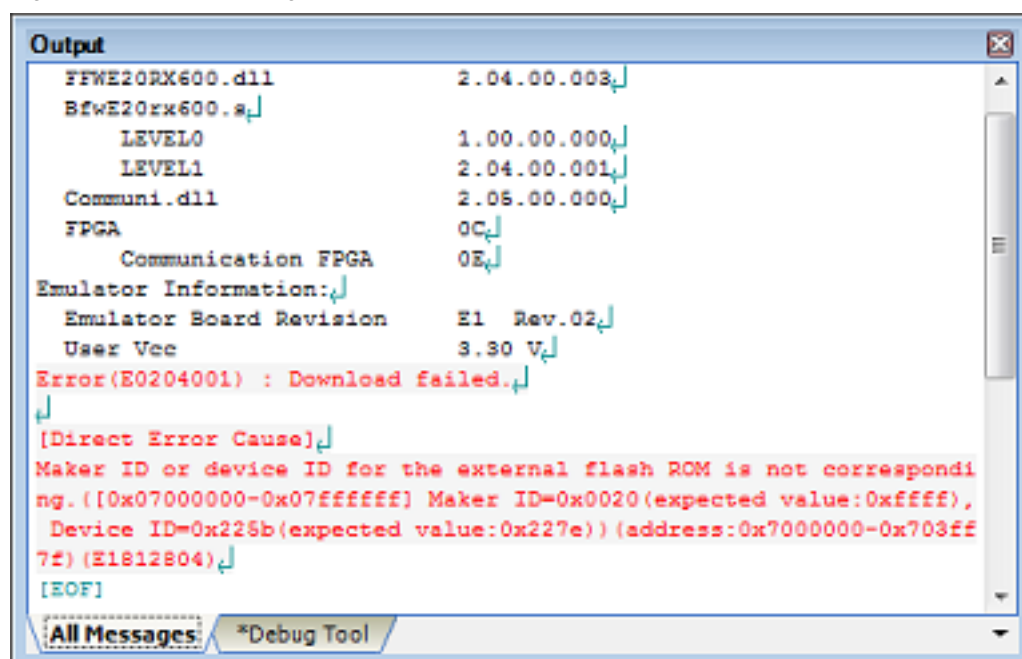 Output
FFWE20RX600.dll 2.04.00.003
BfwE20rx600.s
LEVEL0 1.00.00.000
LEVEL1 2.04.00.001
Communi.dll 2.05.00.000
FPGA 0C
Communication FPGA 0E
Emulator Information:
Emulator Board Revision E1 Rev.02
User Vcc 3.30 V
Error(E0204001) : Download failed.
[Direct Error Cause]
Maker ID or device ID for the external flash ROM is not correspondi
ng.([0x07000000-0x07ffffff] Maker ID=0x0020(expected value:0xffff),
Device ID=0x225b(expected value:0x227e))(address:0x7000000-0x703ff
7f)(E1812804)
[EOF]
All Messages *Debug Tool